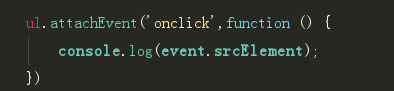 ul.attachEvent('onclick',function () {
    console.log(event.srcElement);
})